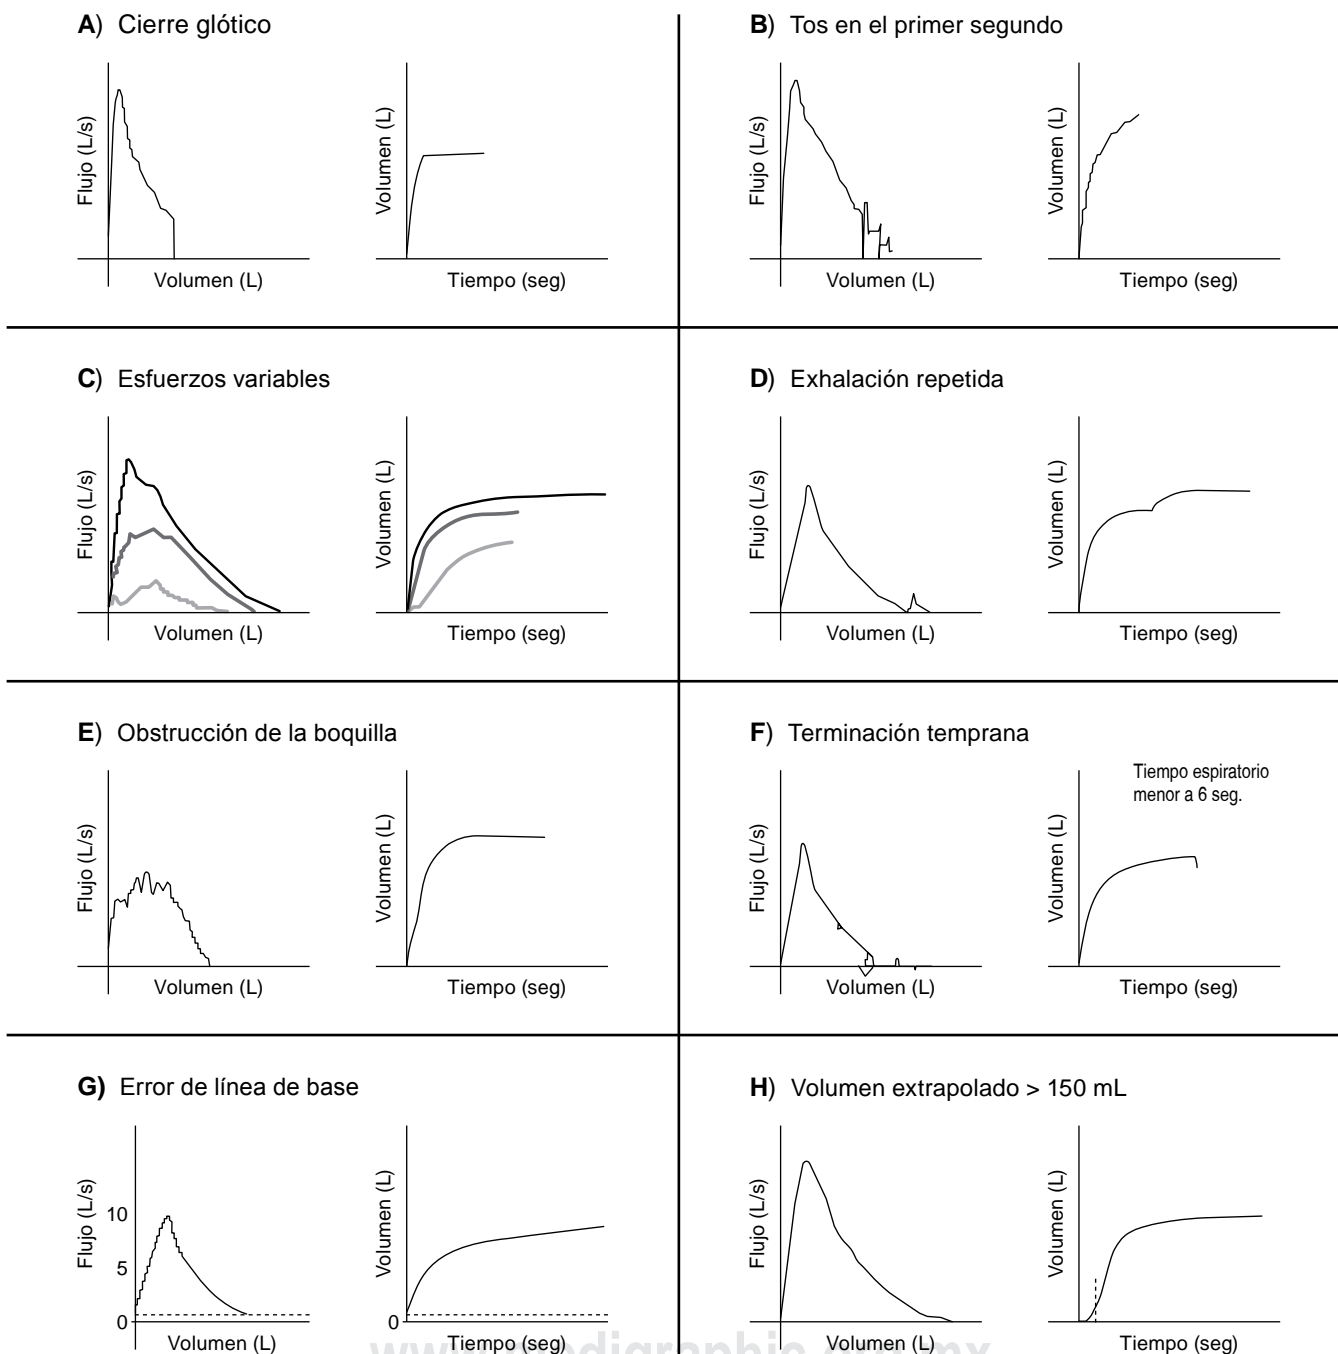 A) Cierre glótico
Flujo (L/s)
Volumen (L)
Volumen (L)
Tiempo (seg)
B) Tos en el primer segundo
Flujo (L/s)
Volumen (L)
Volumen (L)
Tiempo (seg)
C) Esfuerzos variables
Flujo (L/s)
Volumen (L)
Volumen (L)
Tiempo (seg)
D) Exhalación repetida
Flujo (L/s)
Volumen (L)
Volumen (L)
Tiempo (seg)
E) Obstrucción de la boquilla
Flujo (L/s)
Volumen (L)
Volumen (L)
Tiempo (seg)
F) Terminación temprana
Flujo (L/s)
Volumen (L)
Tiempo espiratorio
menor a 6 seg.
Volumen (L)
Tiempo (seg)
G) Error de línea de base
Flujo (L/s)
10
5
0
Volumen (L)
Volumen (L)
0
Tiempo (seg)
H) Volumen extrapolado > 150 mL
Flujo (L/s)
Volumen (L)
Volumen (L)
Tiempo (seg)